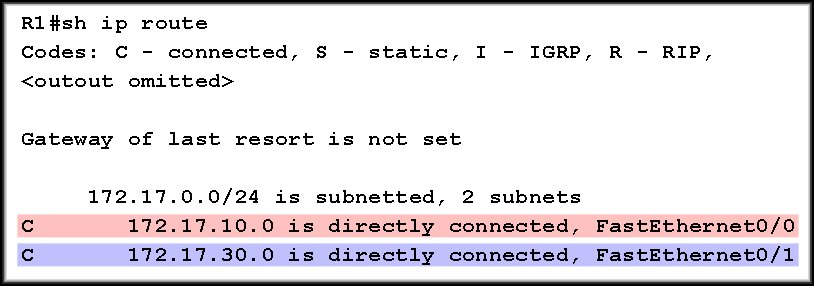 R1#sh ip route
Codes: C - connected, S - static, I - IGRP, R - RIP,
<outout omitted>
Gateway of last resort is not set
172.17.0.0/24 is subnetted, 2 subnets
C 172.17.10.0 is directly connected, FastEthernet0/0
C 172.17.30.0 is directly connected, FastEthernet0/1